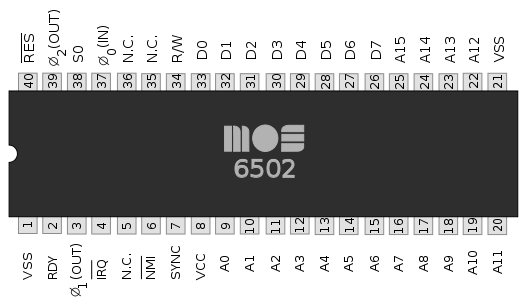 RES Ø2(OUT) S0 Ø0(IN) N.C. N.C. R/W D0 D1 D2 D3 D4 D5 D6 D7 A15 A14 A13 A12 VSS
40 39 38 37 36 35 34 33 32 31 30 29 28 27 26 25 24 23 22 21
mos
6502
1 2 3 4 5 6 7 8 9 10 11 12 13 14 15 16 17 18 19 20
VSS RDY Ø1(OUT) IRQ N.C. NMI SYNC VCC A0 A1 A2 A3 A4 A5 A6 A7 A8 A9 A10 A11